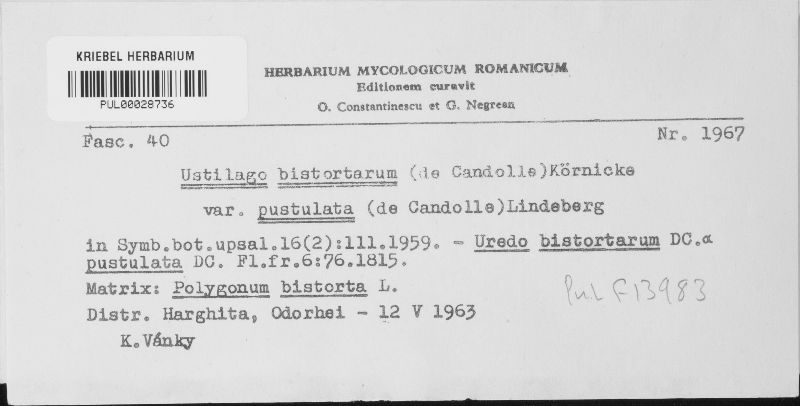 KRIEBEL HERBARIUM
PUL00028736
HERBARIUM MYCOLOGICUM ROMANICUM
Editionem curavit
O. Constantinescu et G. Negrean
Fasc. 40
Nr. 1967
Ustilago bistortarum (de Candolle)Körnicke
var. pustulata (de Candolle)Lindeberg
in Symb.bot.upsal.16(2):111.1959. - Uredo bistortarum DC.α
pustulata DC. Fl.fr.6:76.1815.
Matrix: Polygonum bistorta L.
PUL F13983
Distr. Harghita, Odorhei - 12 V 1963
K.Vánky